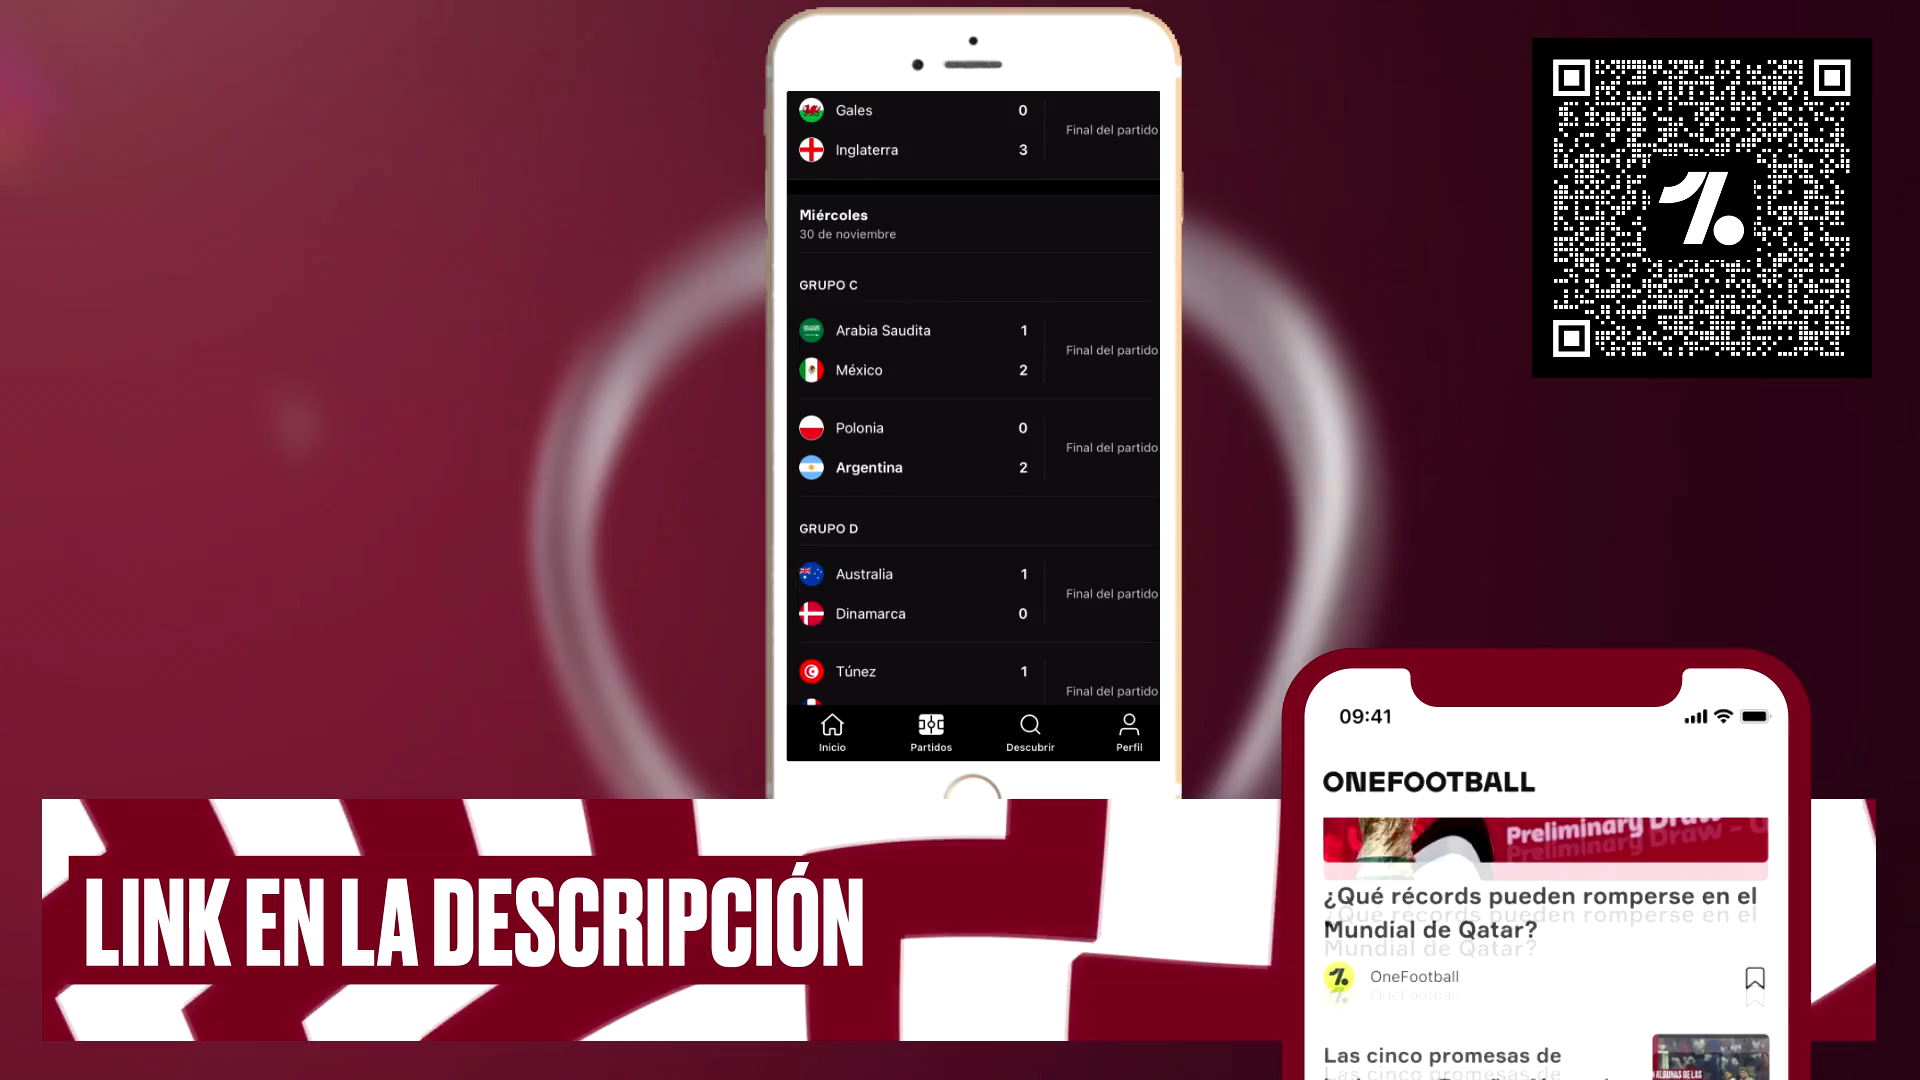 Gales 0
Final del partido
Inglaterra 3
Miércoles
30 de noviembre
GRUPO C
Arabia Saudita 1
Final del partido
México 2
Polonia 0
Final del partido
Argentina 2
GRUPO D
Australia 1
Final del partido
Dinamarca 0
Túnez 1
Final del partido
Inicio Partidos Descubrir Perfil
LINK EN LA DESCRIPCIÓN
09:41
ONEFOOTBALL
Preliminary Draw
¿Qué récords pueden romperse en el
Mundial de Qatar?
OneFootball
Las cinco promesas de